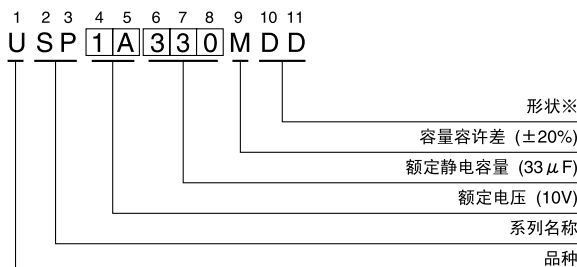 1 2 3 4 5 6 7 8 9 10 11
U S P 1 A 3 3 0 M D D
形状※
容量容许差 (±20%)
额定静电容量 (33μF)
额定电压 (10V)
系列名称
品种